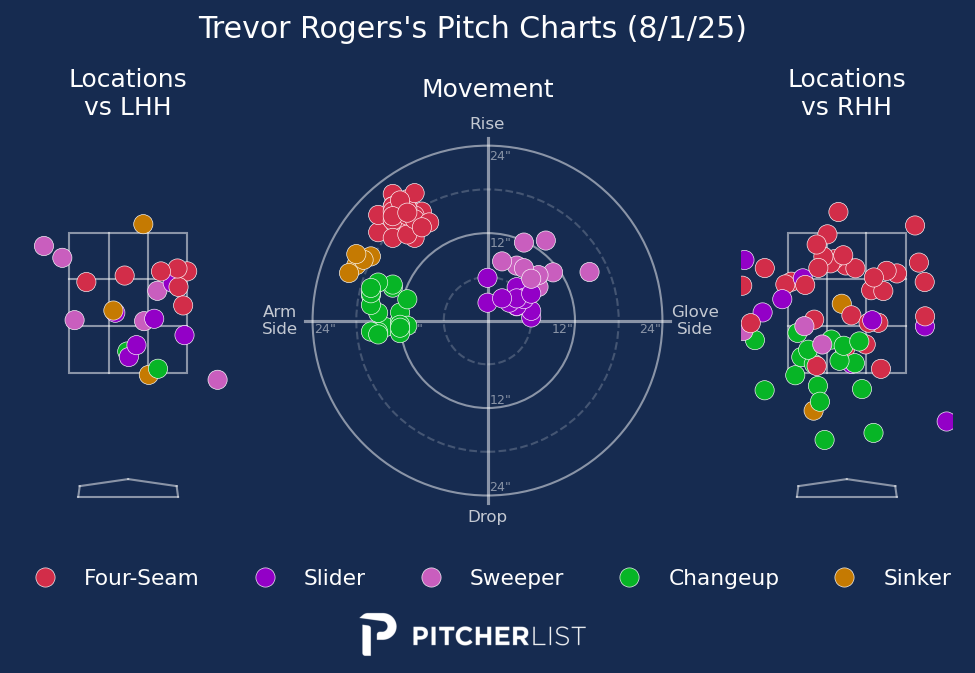 Trevor Rogers's Pitch Charts (8/1/25)
Locations
vs LHH
Movement
Locations
vs RHH
Rise
24"
12"
Arm
Side
24"
"
12"
24"
Glove
Side
12"
24"
Drop
Four-Seam
Slider
Sweeper
Changeup
Sinker
PITCHERLIST